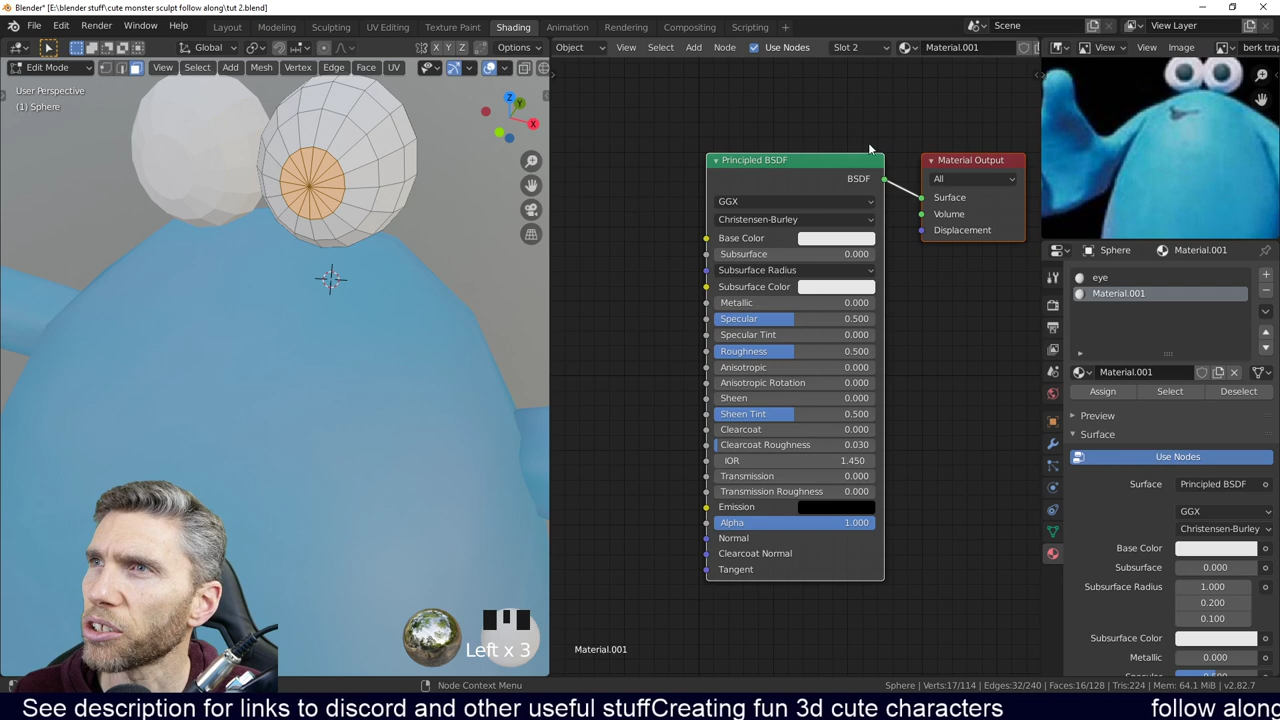 Blender* [E:\blender stuff\cute monster sculpt follow along\tut 2.blend]
File Edit Render Window Help Layout Modeling Sculpting UV Editing Texture Paint Shading Animation Rendering Compositing Scripting Scene View Layer
Global X Y Z Options Object View Select Add Node Use Nodes Slot 2 Material.001 View Image berk trap
Edit Mode View Select Add Mesh Vertex Edge Face UV
User Perspective
(1) Sphere
Z
Y
X
Principled BSDF
BSDF
GGX
Christensen-Burley
Base Color
Subsurface 0.000
Subsurface Radius
Subsurface Color
Metallic 0.000
Specular 0.500
Specular Tint 0.000
Roughness 0.500
Anisotropic 0.000
Anisotropic Rotation 0.000
Sheen 0.000
Sheen Tint 0.500
Clearcoat 0.000
Clearcoat Roughness 0.030
IOR 1.450
Transmission 0.000
Transmission Roughness 0.000
Emission
Alpha 1.000
Normal
Clearcoat Normal
Tangent
Material Output
All
Surface
Volume
Displacement
Sphere Material.001
eye
Material.001
Material.001
Assign Select Deselect
Preview
Surface
Use Nodes
Surface Principled BSDF
GGX
Christensen-Burley
Base Color
Subsurface 0.000
Subsurface Radius 1.000
0.200
0.100
Subsurface Color
Metallic 0.000
0.500
Left x 3
Material.001
Node Context Menu
Sphere | Verts:17/114 | Edges:32/240 | Faces:16/128 | Tris:224 | Mem: 64.1 MiB | v2.82.7
See description for links to discord and other useful stuffCreating fun 3d cute characters follow along